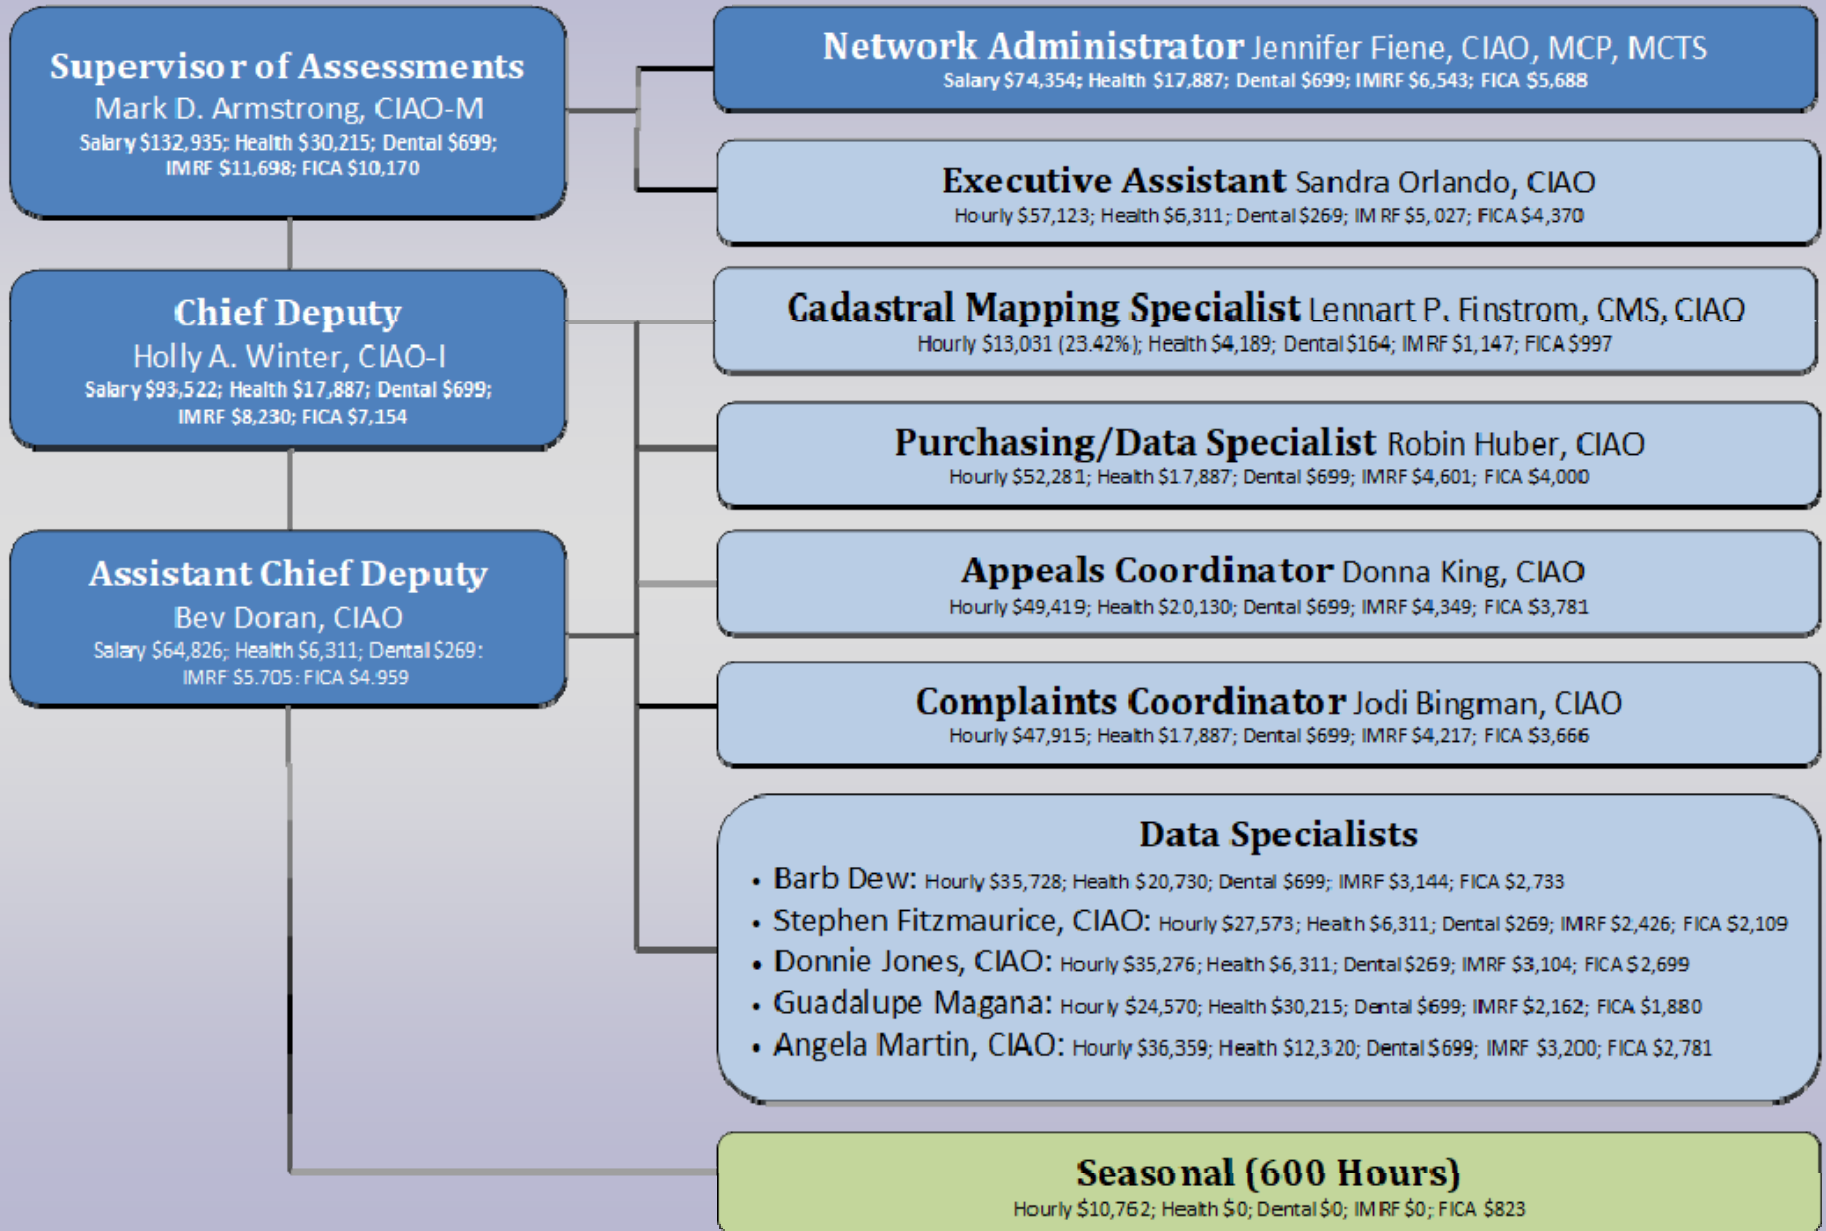 Supervisor of Assessments
Mark D. Armstrong, CIAO-M
Salary $132,935; Health $30,215; Dental $699;
IMRF $11,698; FICA $10,170
Network Administrator Jennifer Fiene, CIAO, MCP, MCTS
Salary $74,354; Health $17,887; Dental $699; IMRF $6,543; FICA $5,688
Executive Assistant Sandra Orlando, CIAO
Hourly $57,123; Health $6,311; Dental $269; IMRF $5,027; FICA $4,370
Chief Deputy
Holly A. Winter, CIAO-I
Salary $93,522; Health $17,887; Dental $699;
IMRF $8,230; FICA $7,154
Assistant Chief Deputy
Bev Doran, CIAO
Salary $64,826; Health $6,311; Dental $269;
IMRF $5,705; FICA $4,959
Cadastral Mapping Specialist Lennart P. Finstrom, CMS, CIAO
Hourly $13,031 (23.42%); Health $4,189; Dental $164; IMRF $1,147; FICA $997
Purchasing/Data Specialist Robin Huber, CIAO
Hourly $52,281; Health $17,887; Dental $699; IMRF $4,601; FICA $4,000
Appeals Coordinator Donna King, CIAO
Hourly $49,419; Health $20,130; Dental $699; IMRF $4,349; FICA $3,781
Complaints Coordinator Jodi Bingman, CIAO
Hourly $47,915; Health $17,887; Dental $699; IMRF $4,217; FICA $3,666
Data Specialists
• Barb Dew: Hourly $35,728; Health $20,730; Dental $699; IMRF $3,144; FICA $2,733
• Stephen Fitzmaurice, CIAO: Hourly $27,573; Health $6,311; Dental $269; IMRF $2,426; FICA $2,109
• Donnie Jones, CIAO: Hourly $35,276; Health $6,311; Dental $269; IMRF $3,104; FICA $2,699
• Guadalupe Magana: Hourly $24,570; Health $30,215; Dental $699; IMRF $2,162; FICA $1,880
• Angela Martin, CIAO: Hourly $36,359; Health $12,320; Dental $699; IMRF $3,200; FICA $2,781
Seasonal (600 Hours)
Hourly $10,762; Health $0; Dental $0; IMRF $0; FICA $823